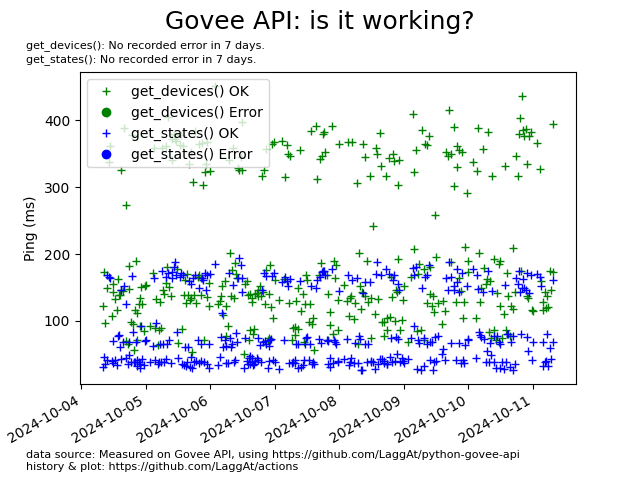 Govee API: is it working?
get_devices(): No recorded error in 7 days.
get_states(): No recorded error in 7 days.
get_devices() OK
get_devices() Error
get_states() OK
get_states() Error
Ping (ms)
400
300
200
100
2024-10-04
2024-10-05
2024-10-06
2024-10-07
2024-10-08
2024-10-09
2024-10-10
2024-10-11
data source: Measured on Govee API, using https://github.com/LaggAt/python-govee-api
history & plot: https://github.com/LaggAt/actions